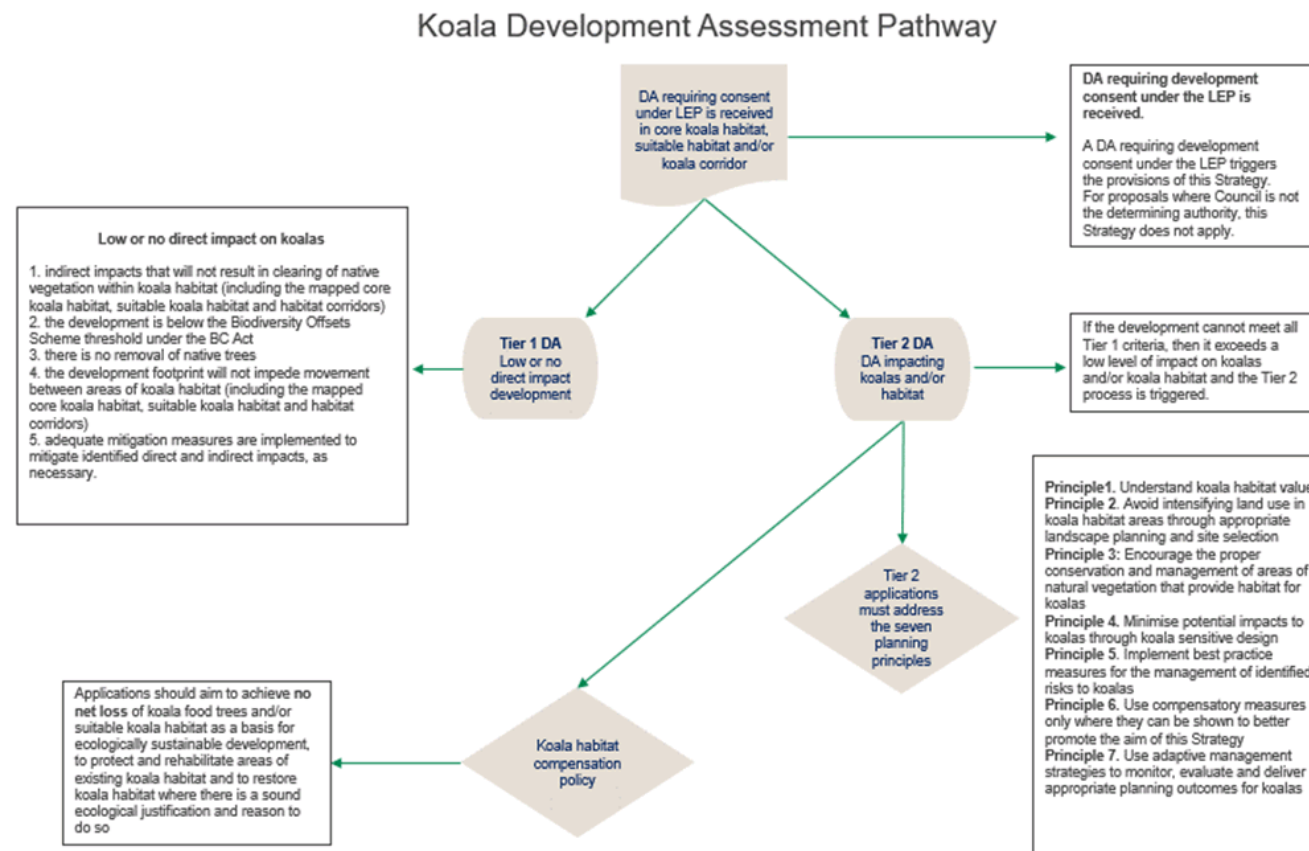 Koala Development Assessment Pathway
DA requiring consent
under LEP is received
in core koala habitat,
suitable habitat and/or
koala corridor
DA requiring development
consent under the LEP is
received.
A DA requiring development
consent under the LEP triggers
the provisions of this Strategy.
For proposals where Council is not
the determining authority, this
Strategy does not apply.
Low or no direct impact on koalas
1. indirect impacts that will not result in clearing of native
vegetation within koala habitat (including the mapped core
koala habitat, suitable koala habitat and habitat corridors)
2. the development is below the Biodiversity Offsets
Scheme threshold under the BC Act
3. there is no removal of native trees
4. the development footprint will not impede movement
between areas of koala habitat (including the mapped
core koala habitat, suitable koala habitat and habitat
corridors)
5. adequate mitigation measures are implemented to
mitigate identified direct and indirect impacts, as
necessary.
Tier 1 DA
Low or no
direct impact
development
Tier 2 DA
DA impacting
koalas and/or
habitat
If the development cannot meet all
Tier 1 criteria, then it exceeds a
low level of impact on koalas
and/or koala habitat and the Tier 2
process is triggered.
Principle1. Understand koala habitat value
Principle 2. Avoid intensifying land use in
koala habitat areas through appropriate
landscape planning and site selection
Principle 3: Encourage the proper
conservation and management of areas of
natural vegetation that provide habitat for
koalas
Principle 4. Minimise potential impacts to
koalas through koala sensitive design
Principle 5. Implement best practice
measures for the management of identified
risks to koalas
Principle 6. Use compensatory measures
only where they can be shown to better
promote the aim of this Strategy
Principle 7. Use adaptive management
strategies to monitor, evaluate and deliver
appropriate planning outcomes for koalas
Tier 2
applications
must address
the seven
planning
principles
Applications should aim to achieve no
net loss of koala food trees and/or
suitable koala habitat as a basis for
ecologically sustainable development,
to protect and rehabilitate areas of
existing koala habitat and to restore
koala habitat where there is a sound
ecological justification and reason to
do so
Koala habitat
compensation
policy